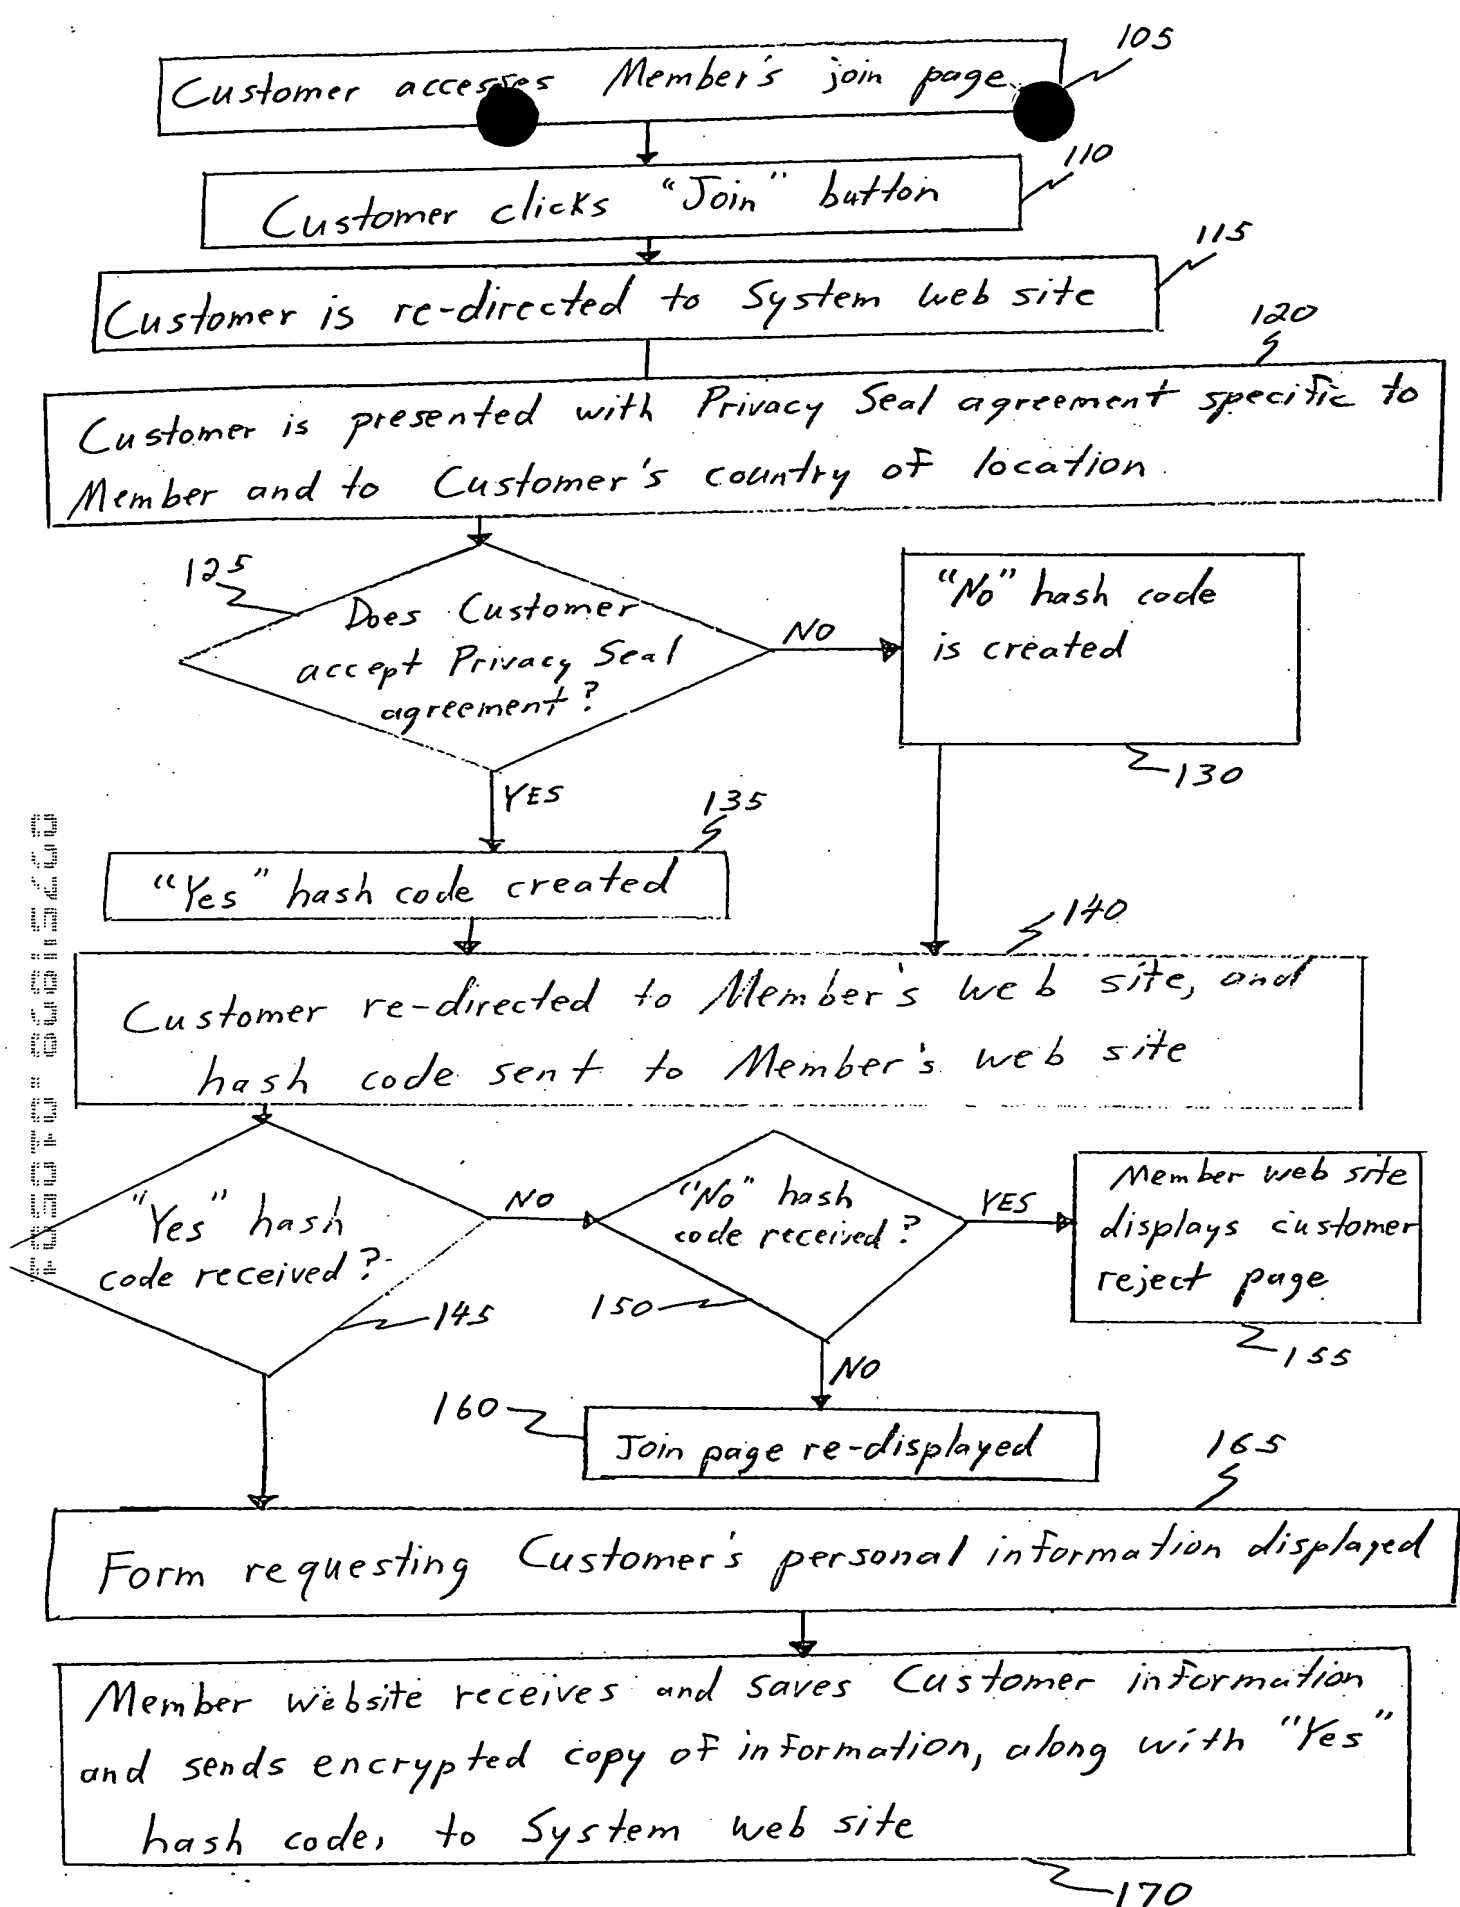 105
Customer accesses Member's join page
110
Customer clicks "Join" button
115
Customer is re-directed to System web site
120
Customer is presented with Privacy Seal agreement specific to
Member and to Customer's country of location
125
Does Customer
accept Privacy Seal
agreement?
NO
"No" hash code
is created
130
YES
135
"Yes" hash code created
140
Customer re-directed to Member's web site, and
hash code sent to Member's web site
"Yes" hash
code received?
145
NO
"No" hash
code received?
150
YES
Member web site
displays customer
reject page
155
NO
160
Join page re-displayed
165
Form requesting Customer's personal information displayed
Member website receives and saves Customer information
and sends encrypted copy of information, along with "Yes"
hash code, to System web site
170